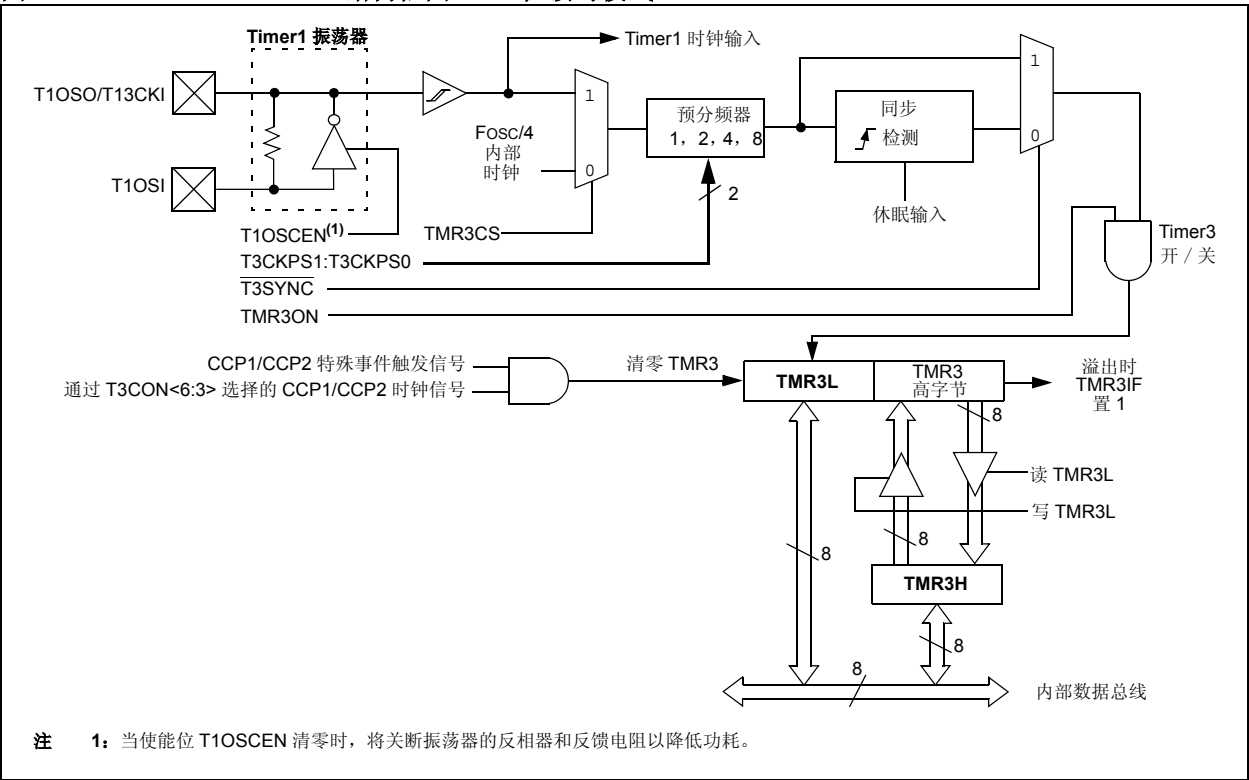 Timer1 振荡器
Timer1 时钟输入
T1OSO/T13CKI
T1OSI
FOSC/4
内部
时钟
1
0
预分频器
1，2，4，8
2
同步
检测
休眠输入
1
0
T1OSCEN(1)
TMR3CS
T3CKPS1:T3CKPS0
T3SYNC
TMR3ON
Timer3
开 / 关
CCP1/CCP2 特殊事件触发信号
通过 T3CON<6:3> 选择的 CCP1/CCP2 时钟信号
清零 TMR3
TMR3L
TMR3
高字节
溢出时
TMR3IF
置 1
8
读 TMR3L
写 TMR3L
8
8
TMR3H
8
8
内部数据总线
注 1：当使能位 T1OSCEN 清零时，将关断振荡器的反相器和反馈电阻以降低功耗。